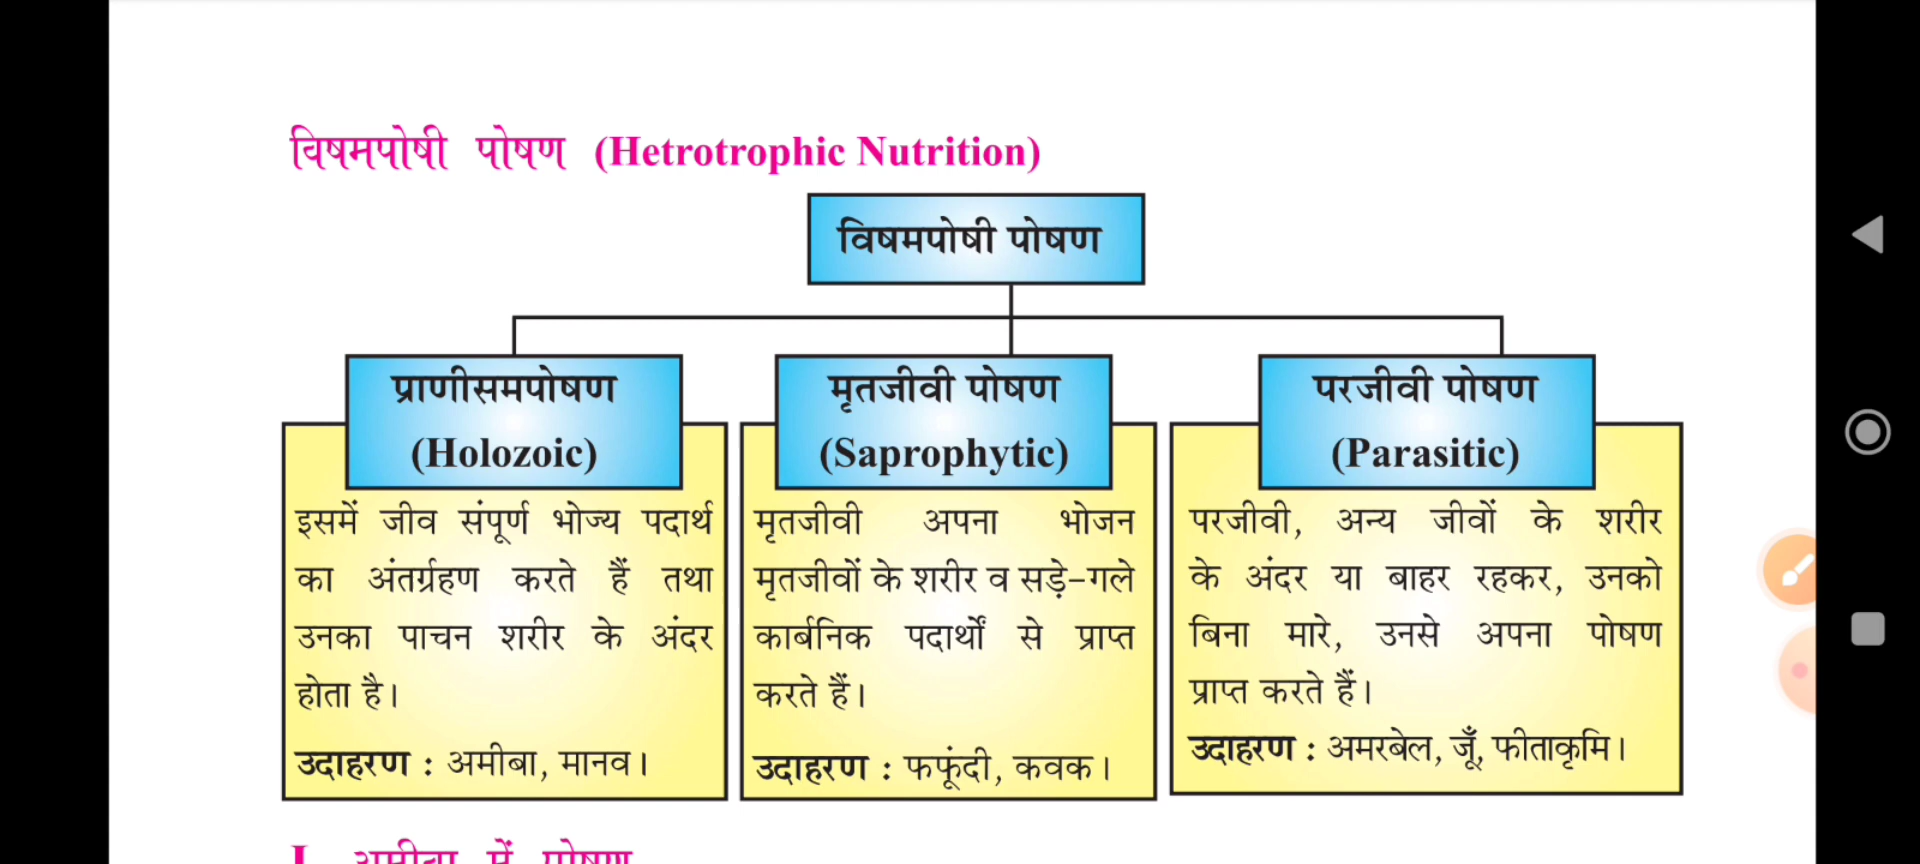 विषमपोषी पोषण (Hetrotrophic Nutrition)
विषमपोषी पोषण
प्राणीसमपोषण
(Holozoic)
इसमें जीव संपूर्ण भोज्य पदार्थ
का अंतर्ग्रहण करते हैं तथा
उनका पाचन शरीर के अंदर
होता है।
उदाहरण : अमीबा, मानव।
मृतजीवी पोषण
(Saprophytic)
मृतजीवी अपना भोजन
मृतजीवों के शरीर व सड़े-गले
कार्बनिक पदार्थों से प्राप्त
करते हैं।
उदाहरण : फफूंदी, कवक।
परजीवी पोषण
(Parasitic)
परजीवी, अन्य जीवों के शरीर
के अंदर या बाहर रहकर, उनको
बिना मारे, उनसे अपना पोषण
प्राप्त करते हैं।
उदाहरण : अमरबेल, जूँ, फीताकृमि।
I. अमीबा में पोषण